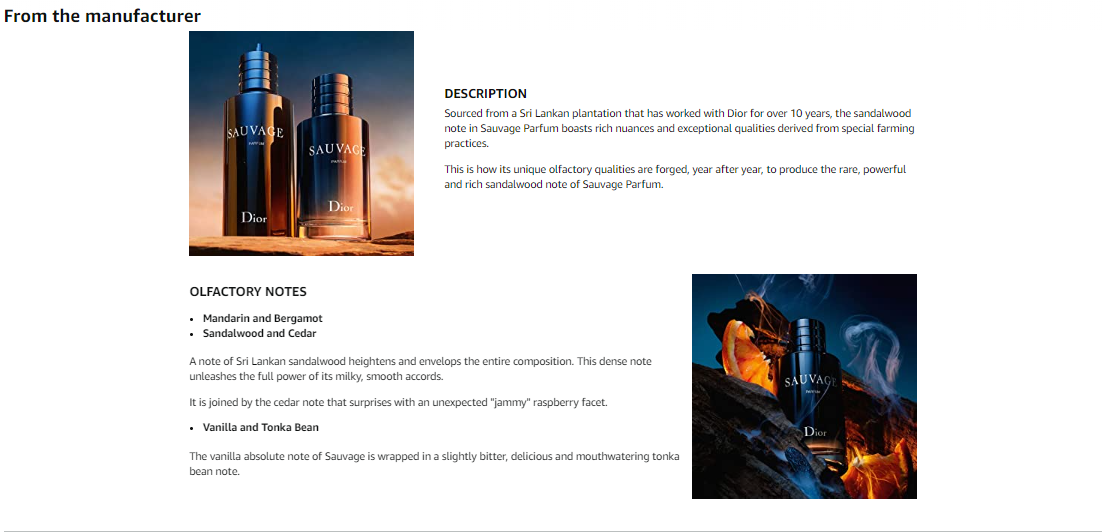 From the manufacturer
SAUVAGE
PARFUM
Dior
SAUVAGE
PARFUM
Dior
DESCRIPTION
Sourced from a Sri Lankan plantation that has worked with Dior for over 10 years, the sandalwood
note in Sauvage Parfum boasts rich nuances and exceptional qualities derived from special farming
practices.
This is how its unique olfactory qualities are forged, year after year, to produce the rare, powerful
and rich sandalwood note of Sauvage Parfum.
OLFACTORY NOTES
• Mandarin and Bergamot
• Sandalwood and Cedar
A note of Sri Lankan sandalwood heightens and envelops the entire composition. This dense note
unleashes the full power of its milky, smooth accords.
It is joined by the cedar note that surprises with an unexpected "jammy" raspberry facet.
• Vanilla and Tonka Bean
The vanilla absolute note of Sauvage is wrapped in a slightly bitter, delicious and mouthwatering tonka
bean note.
SAUVAGE
PARFUM
Dior